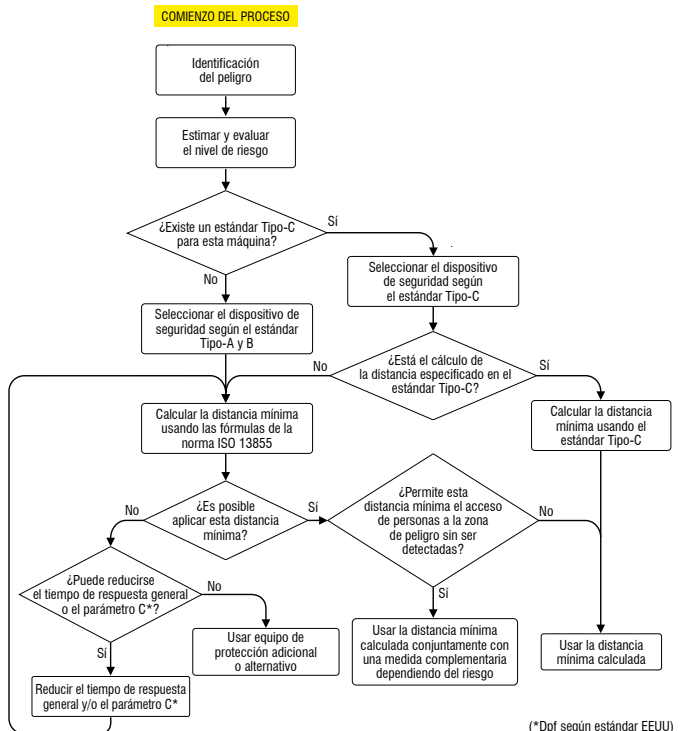 COMIENZO DEL PROCESO
Identificación
del peligro
Estimar y evaluar
el nivel de riesgo
¿Existe un estándar Tipo-C
para esta máquina?
Sí
No
Seleccionar el dispositivo
de seguridad según
el estándar Tipo-C
Seleccionar el dispositivo de
seguridad según el estándar
Tipo-A y B
¿Está el cálculo de
la distancia especificado en el
estándar Tipo-C?
No
Sí
Calcular la distancia mínima
usando las fórmulas de la
norma ISO 13855
Calcular la distancia
mínima usando el
estándar Tipo-C
¿Es posible
aplicar esta distancia
mínima?
No
Sí
¿Permite esta
distancia mínima el acceso
de personas a la zona
de peligro sin ser
detectadas?
No
Sí
¿Puede reducirse
el tiempo de respuesta general
o el parámetro C*?
No
Sí
Usar equipo de
protección adicional
o alternativo
Usar la distancia mínima
calculada conjuntamente con
una medida complementaria
dependiendo del riesgo
Usar la distancia
mínima calculada
Reducir el tiempo de respuesta
general y/o el parámetro C*
(*Dpf según estándar EEUU)